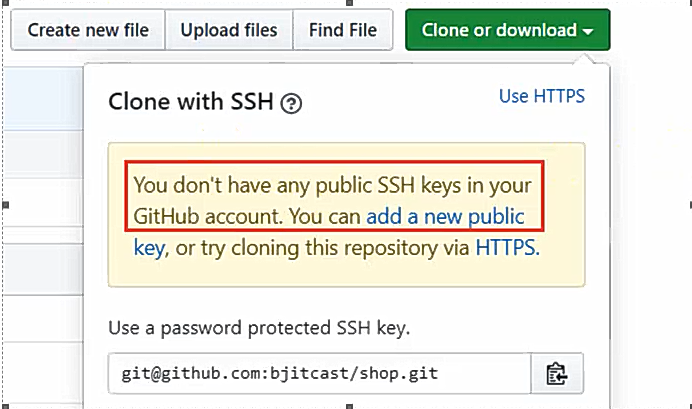 Create new file Upload files Find File Clone or download
Clone with SSH Use HTTPS
You don't have any public SSH keys in your
GitHub account. You can add a new public
key, or try cloning this repository via HTTPS.
Use a password protected SSH key.
git@github.com:bjitcast/shop.git